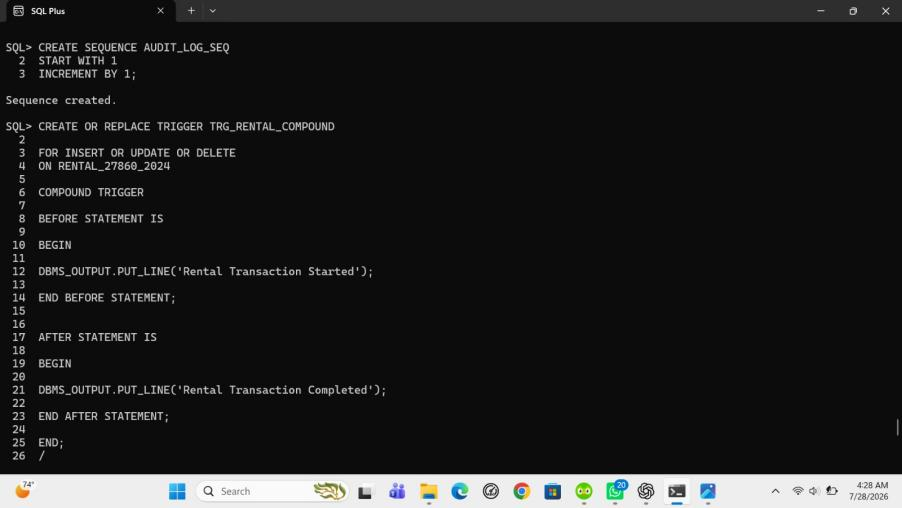 SQL Plus
SQL> CREATE SEQUENCE AUDIT_LOG_SEQ
2 START WITH 1
3 INCREMENT BY 1;
Sequence created.
SQL> CREATE OR REPLACE TRIGGER TRG_RENTAL_COMPOUND
2
3 FOR INSERT OR UPDATE OR DELETE
4 ON RENTAL_27860_2024
5
6 COMPOUND TRIGGER
7
8 BEFORE STATEMENT IS
9
10 BEGIN
11
12 DBMS_OUTPUT.PUT_LINE('Rental Transaction Started');
13
14 END BEFORE STATEMENT;
15
16
17 AFTER STATEMENT IS
18
19 BEGIN
20
21 DBMS_OUTPUT.PUT_LINE('Rental Transaction Completed');
22
23 END AFTER STATEMENT;
24
25 END;
26 /
74°
Search
20
4:28 AM
7/28/2026